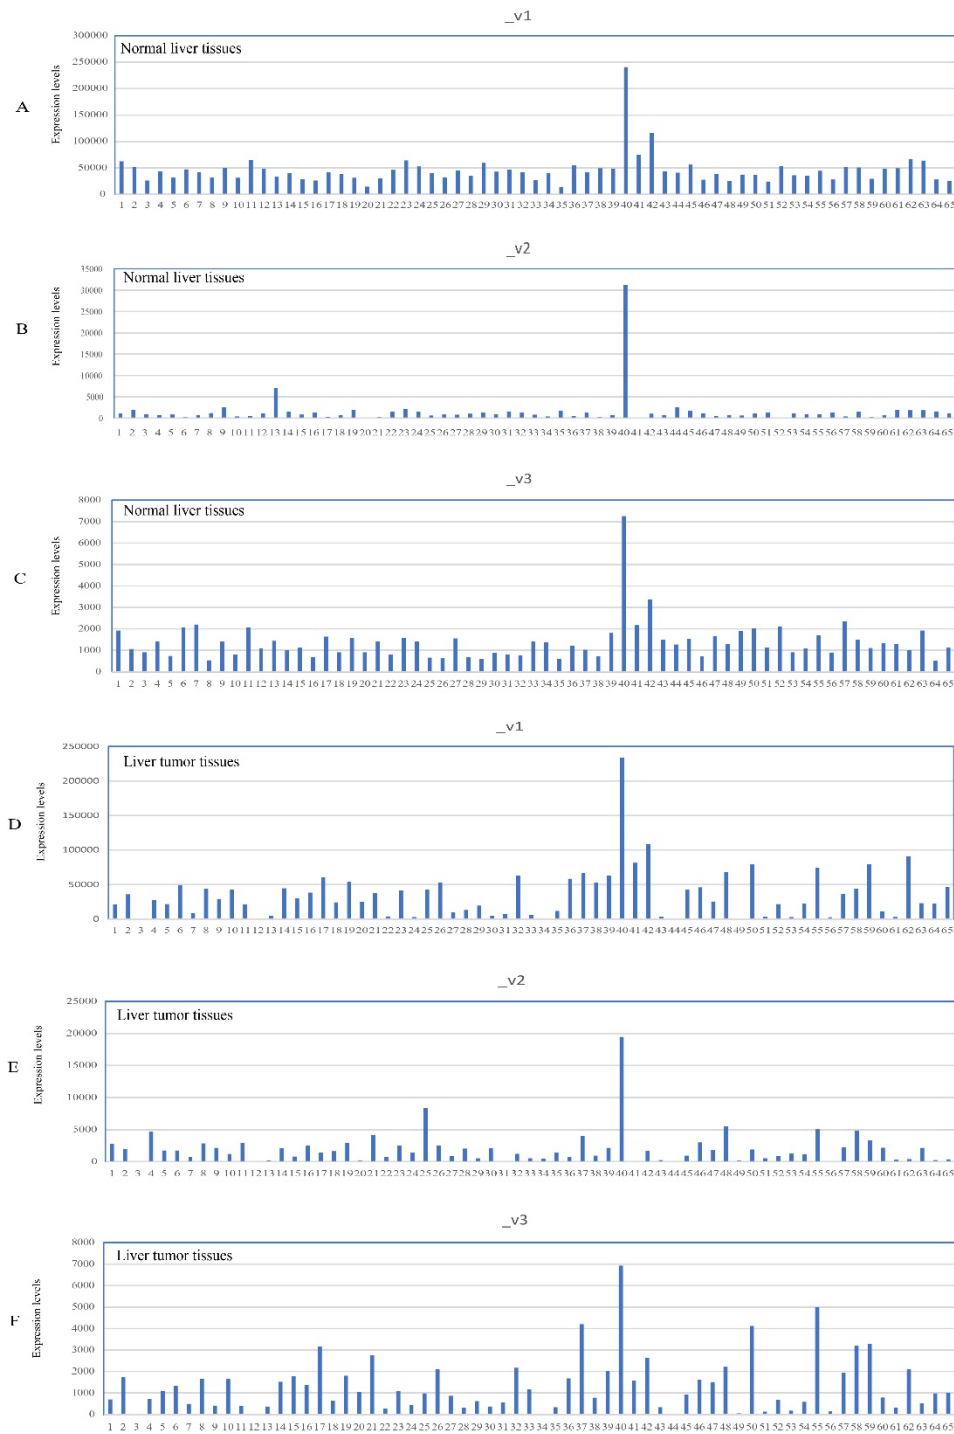 _v1
300000
Normal liver tissues
250000
200000
150000
100000
50000
0
A
Expression levels
1 2 3 4 5 6 7 8 9 10 11 12 13 14 15 16 17 18 19 20 21 22 23 24 25 26 27 28 29 30 31 32 33 34 35 36 37 38 39 40 41 42 43 44 45 46 47 48 49 50 51 52 53 54 55 56 57 58 59 60 61 62 63 64 65
_v2
35000
Normal liver tissues
30000
25000
20000
15000
10000
5000
0
B
Expression levels
1 2 3 4 5 6 7 8 9 10 11 12 13 14 15 16 17 18 19 20 21 22 23 24 25 26 27 28 29 30 31 32 33 34 35 36 37 38 39 40 41 42 43 44 45 46 47 48 49 50 51 52 53 54 55 56 57 58 59 60 61 62 63 64 65
_v3
8000
Normal liver tissues
7000
6000
5000
4000
3000
2000
1000
0
C
Expression levels
1 2 3 4 5 6 7 8 9 10 11 12 13 14 15 16 17 18 19 20 21 22 23 24 25 26 27 28 29 30 31 32 33 34 35 36 37 38 39 40 41 42 43 44 45 46 47 48 49 50 51 52 53 54 55 56 57 58 59 60 61 62 63 64 65
_v1
250000
Liver tumor tissues
200000
150000
100000
50000
0
D
Expression levels
1 2 3 4 5 6 7 8 9 10 11 12 13 14 15 16 17 18 19 20 21 22 23 24 25 26 27 28 29 30 31 32 33 34 35 36 37 38 39 40 41 42 43 44 45 46 47 48 49 50 51 52 53 54 55 56 57 58 59 60 61 62 63 64 65
_v2
25000
Liver tumor tissues
20000
15000
10000
5000
0
E
Expression levels
1 2 3 4 5 6 7 8 9 10 11 12 13 14 15 16 17 18 19 20 21 22 23 24 25 26 27 28 29 30 31 32 33 34 35 36 37 38 39 40 41 42 43 44 45 46 47 48 49 50 51 52 53 54 55 56 57 58 59 60 61 62 63 64 65
_v3
8000
Liver tumor tissues
7000
6000
5000
4000
3000
2000
1000
0
F
Expression levels
1 2 3 4 5 6 7 8 9 10 11 12 13 14 15 16 17 18 19 20 21 22 23 24 25 26 27 28 29 30 31 32 33 34 35 36 37 38 39 40 41 42 43 44 45 46 47 48 49 50 51 52 53 54 55 56 57 58 59 60 61 62 63 64 65